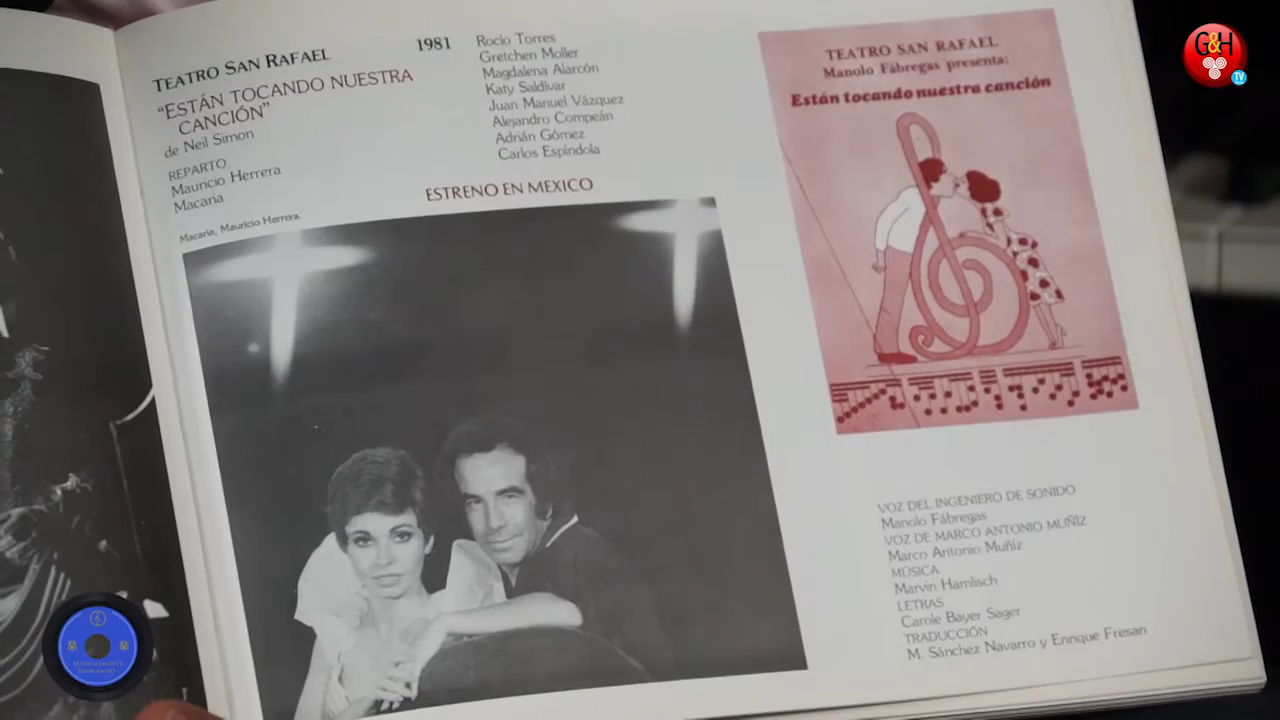 TEATRO SAN RAFAEL
1981
"ESTÁN TOCANDO NUESTRA
CANCIÓN"
de Neil Simon
REPARTO
Mauricio Herrera
Macaria
Rocío Torres
Gretchen Moller
Magdalena Alarcón
Katy Saldívar
Juan Manuel Vázquez
Alejandro Compeán
Adrián Gómez
Carlos Espíndola
ESTRENO EN MEXICO
Macaria, Mauricio Herrera.
TEATRO SAN RAFAEL
Manolo Fábregas presenta:
Están tocando nuestra canción
VOZ DEL INGENIERO DE SONIDO
Manolo Fábregas
VOZ DE MARCO ANTONIO MUÑIZ
Marco Antonio Muñiz
MÚSICA
Marvin Hamlisch
LETRAS
Carole Bayer Sager
TRADUCCIÓN
M. Sánchez Navarro y Enrique Fresan
G&H
TV